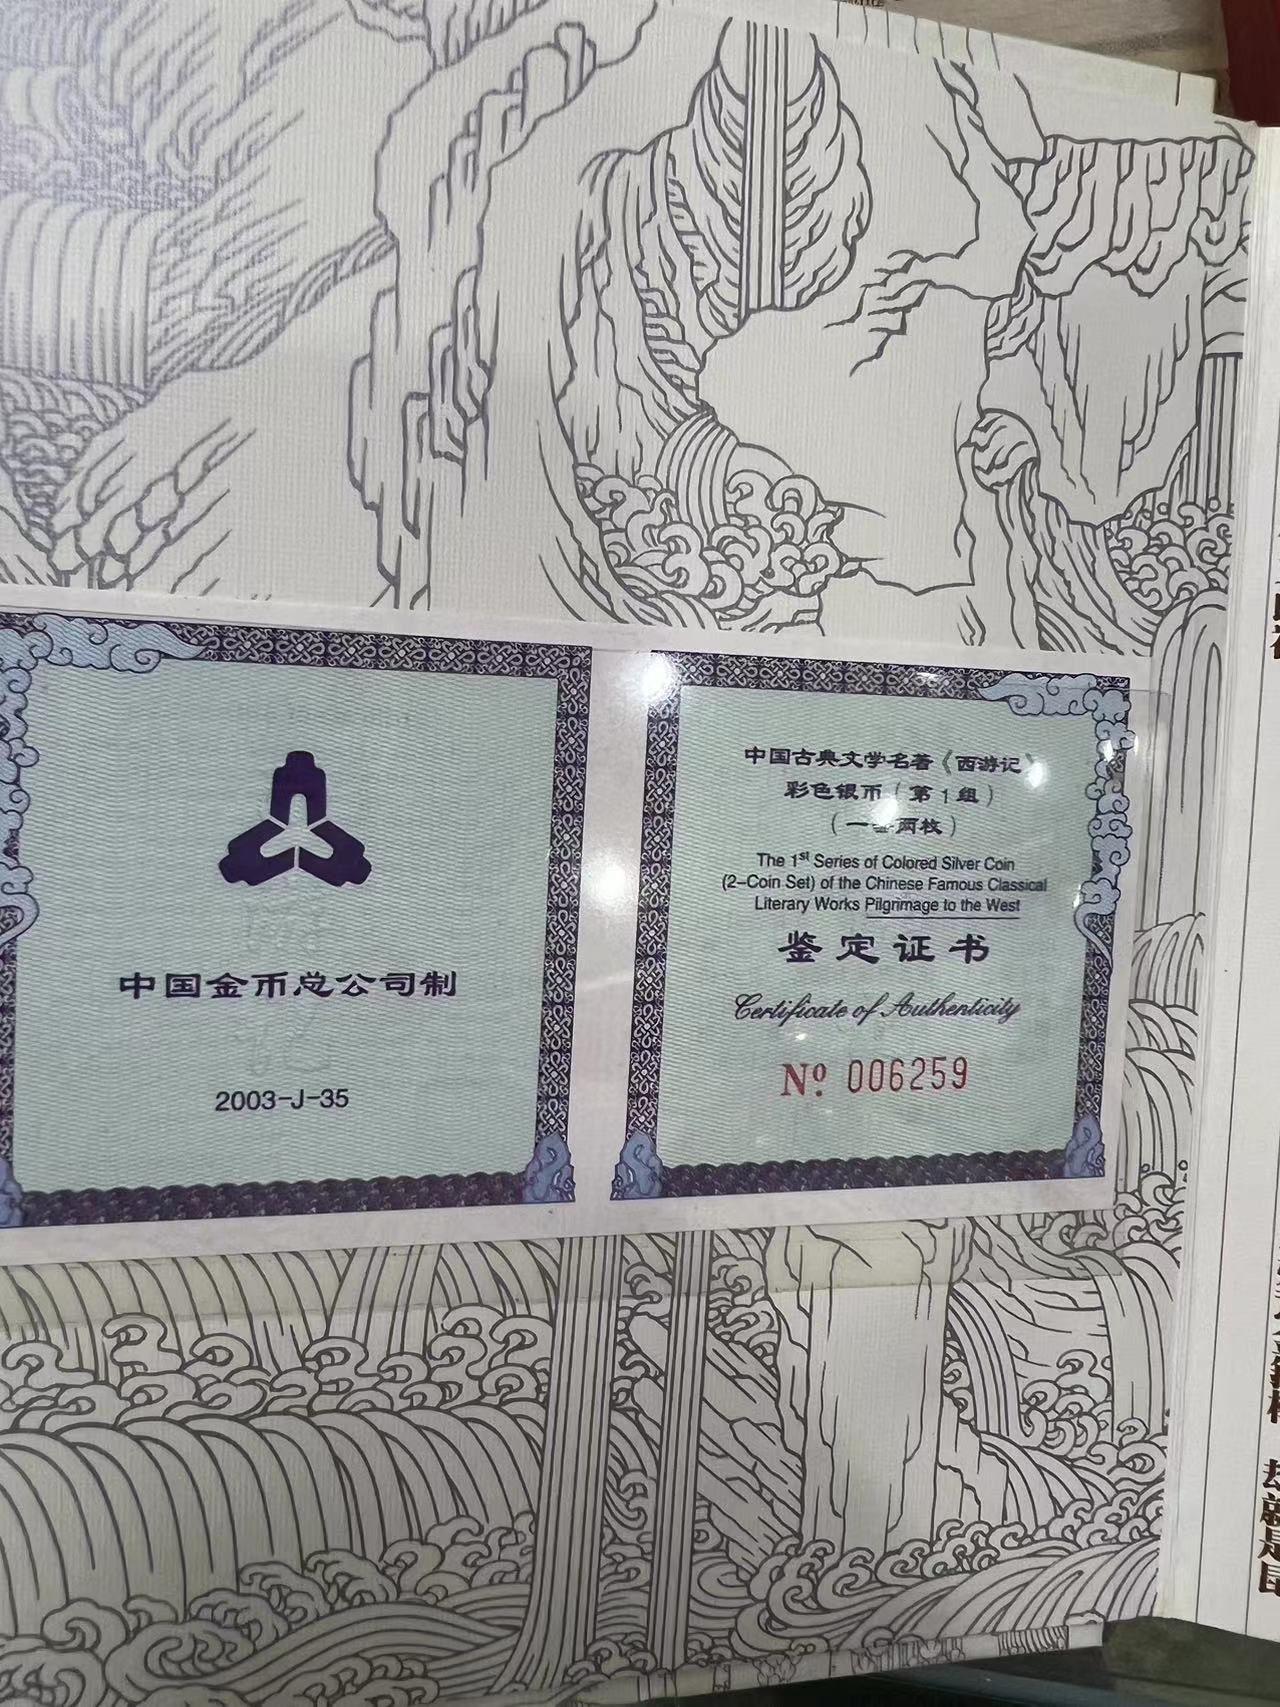 中国金币总公司制
2003-J-35
中国古典文学名著《西游记》
彩色银币(第1组)
(一套两枚)
The 1st Series of Colored Silver Coin
(2-Coin Set) of the Chinese Famous Classical
Literary Works Pilgrimage to the West
鉴定证书
Certificate of Authenticity
Nº 006259